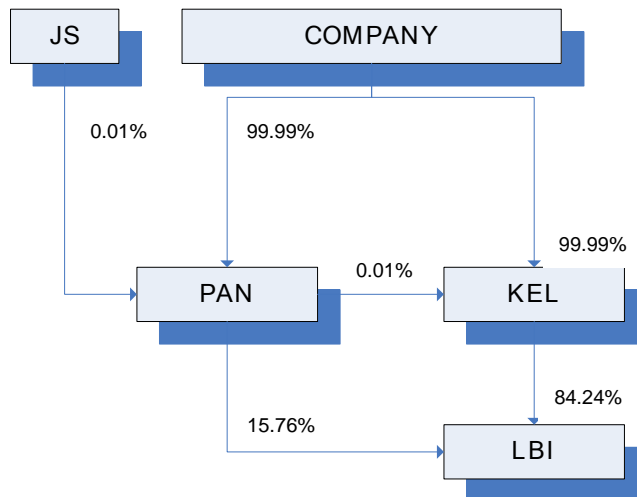 JS
COMPANY
0.01%
99.99%
99.99%
0.01%
PAN
KEL
84.24%
15.76%
LBI